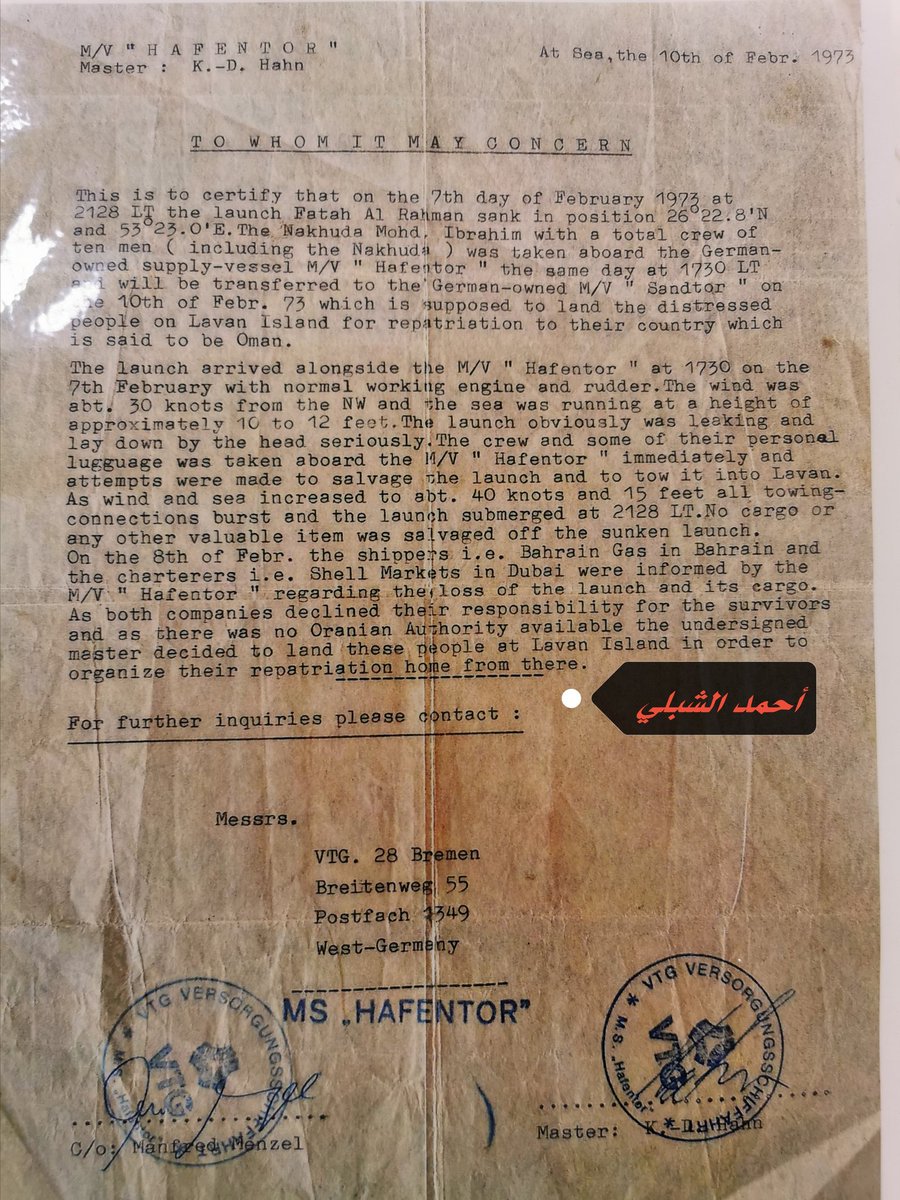 M/V " H A F E N T O R "
At Sea,the 10th of Febr. 1973
Master : K.-D. Hahn
T O W H O M I T M A Y C O N C E R N
This is to certify that on the 7th day of February 1973 at
2128 LT the launch Fatah Al Rahman sank in position 26°22.8'N
and 53°23.0'E.The Nakhuda Mohd. Ibrahim with a total crew of
ten men ( including the Nakhuda ) was taken aboard the German-
owned supply-vessel M/V " Hafentor " the same day at 1730 LT
and will be transferred to the German-owned M/V " Sandtor " on
the 10th of Febr. 73 which is supposed to land the distressed
people on Lavan Island for repatriation to their country which
is said to be Oman.
The launch arrived alongside the M/V " Hafentor " at 1730 on the
7th February with normal working engine and rudder.The wind was
abt. 30 knots from the NW and the sea was running at a height of
approximately 10 to 12 feet.The launch obviously was leaking and
lay down by the head seriously.The crew and some of their personal
lugguage was taken aboard the M/V " Hafentor " immediately and
attempts were made to salvage the launch and to tow it into Lavan.
As wind and sea increased to abt. 40 knots and 15 feet all towing-
connections burst and the launch submerged at 2128 LT.No cargo or
any other valuable item was salvaged off the sunken launch.
On the 8th of Febr. the shippers i.e. Bahrain Gas in Bahrain and
the charterers i.e. Shell Markets in Dubai were informed by the
M/V " Hafentor " regarding the loss of the launch and its cargo.
As both companies declined their responsibility for the survivors
and as there was no Oranian Authority available the undersigned
master decided to land these people at Lavan Island in order to
organize their repatriation home from there.
أحمد الشبلي
For further inquiries please contact :
Messrs.
VTG. 28 Bremen
Breitenweg 55
Postfach 1349
West-Germany
MS „HAFENTOR"
VTG VERSORGUNGSSCHIFFAHRT
M.S. „Hafentor"
VTG
VTG VERSORGUNGSSCHIFFAHRT
M.S. „Hafentor"
VTG
C/o: Manfred Menzel
Master: K.-D. Hahn